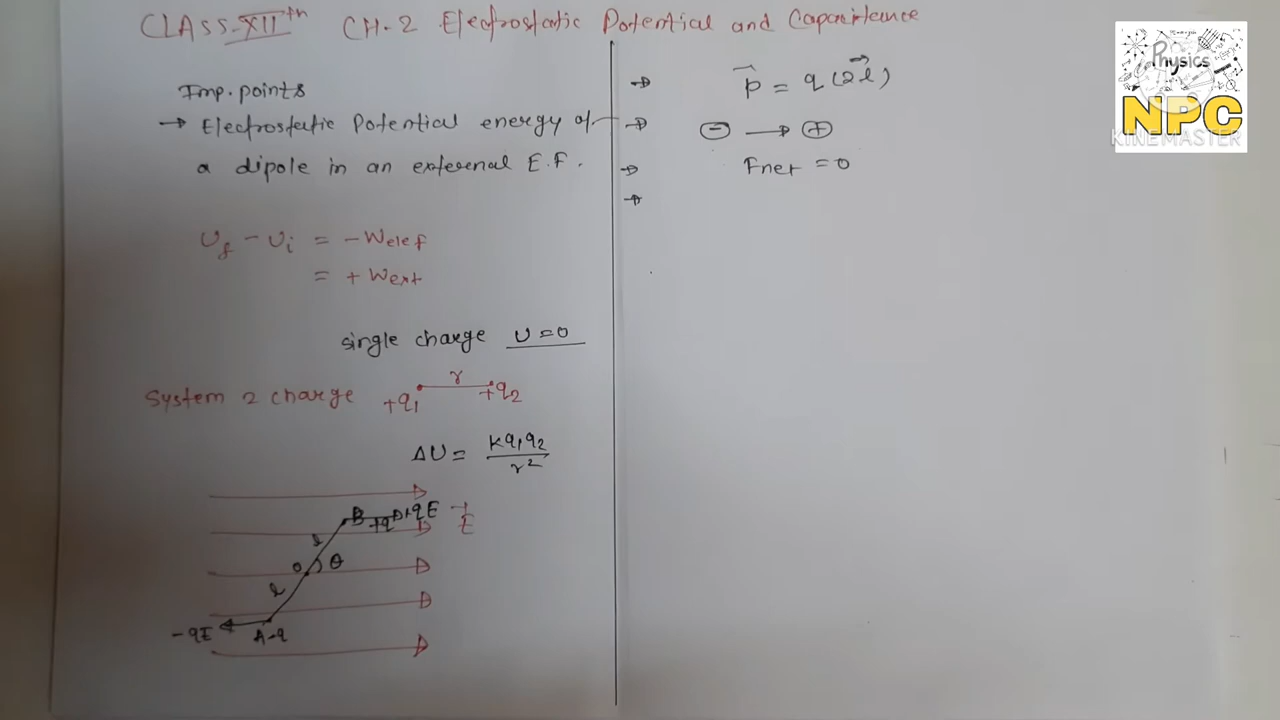 CLASS-XIIth CH.2 Electrostatic Potential and Capacitance
Imp. points
→ Electrostatic Potential energy of
a dipole in an external E.F.
Uf - Ui = -Welef
= + Wext
single charge U=0
System 2 charge +q1 r +q2
ΔU = Kq1q2/r2
B +q +qE E
l
O θ
l
-qE A-q
→ p = q(2l)
→ - → +
→ Fnet = 0
→
Physics
NPC
KINEMASTER